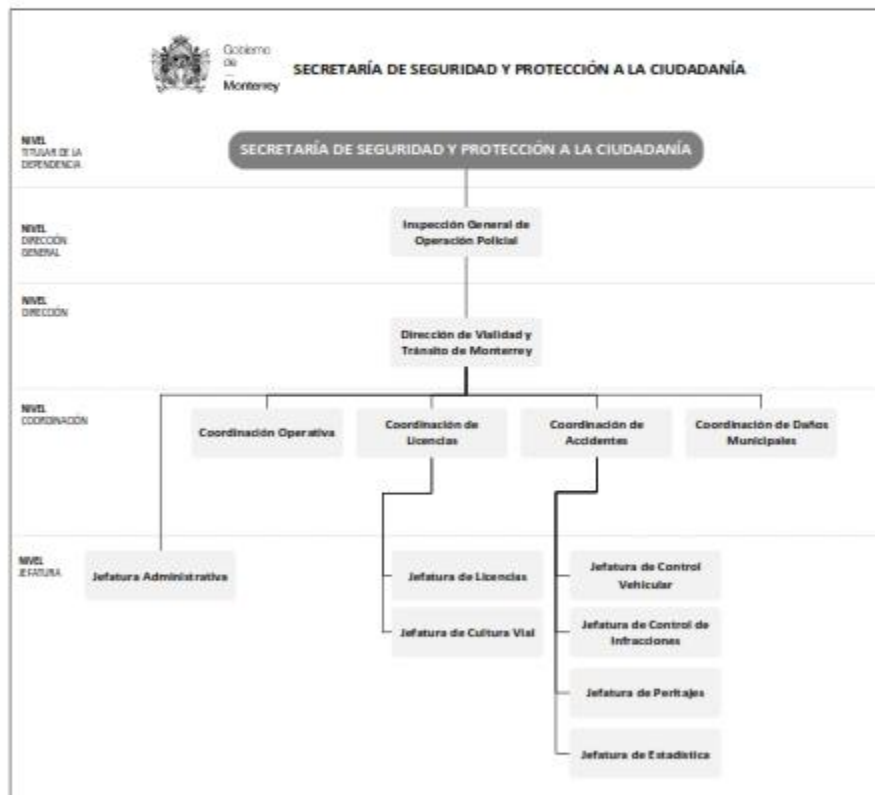 Gobierno
de
Monterrey
SECRETARÍA DE SEGURIDAD Y PROTECCIÓN A LA CIUDADANÍA
NIVEL
TITULAR DE LA
DEPENDENCIA
SECRETARÍA DE SEGURIDAD Y PROTECCIÓN A LA CIUDADANÍA
NIVEL
DIRECCIÓN
GENERAL
Inspección General de
Operación Policial
NIVEL
DIRECCIÓN
Dirección de Vialidad y
Tránsito de Monterrey
NIVEL
COORDINACIÓN
Coordinación Operativa
Coordinación de
Licencias
Coordinación de
Accidentes
Coordinación de Daños
Municipales
NIVEL
JEFATURA
Jefatura Administrativa
Jefatura de Licencias
Jefatura de Control
Vehicular
Jefatura de Cultura Vial
Jefatura de Control de
Infracciones
Jefatura de Peritajes
Jefatura de Estadística